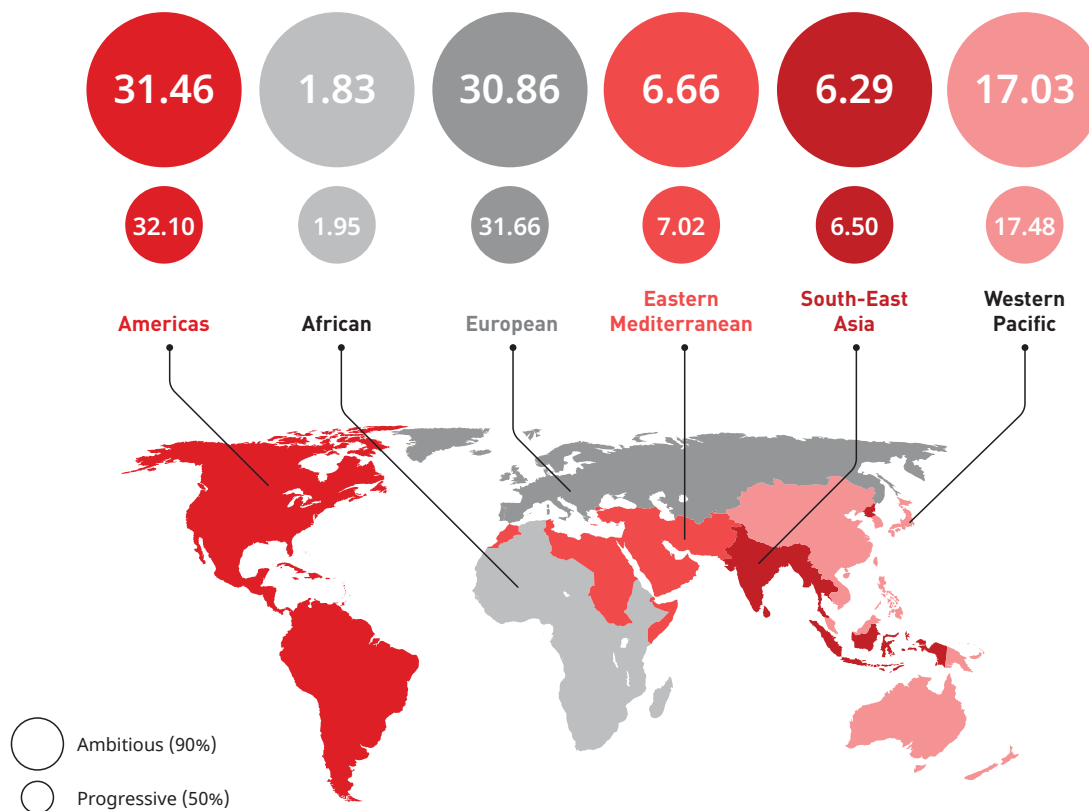 31.46 1.83 30.86 6.66 6.29 17.03
32.10 1.95 31.66 7.02 6.50 17.48
Americas
African
European
Eastern
Mediterranean
South-East
Asia
Western
Pacific
Ambitious (90%)
Progressive (50%)